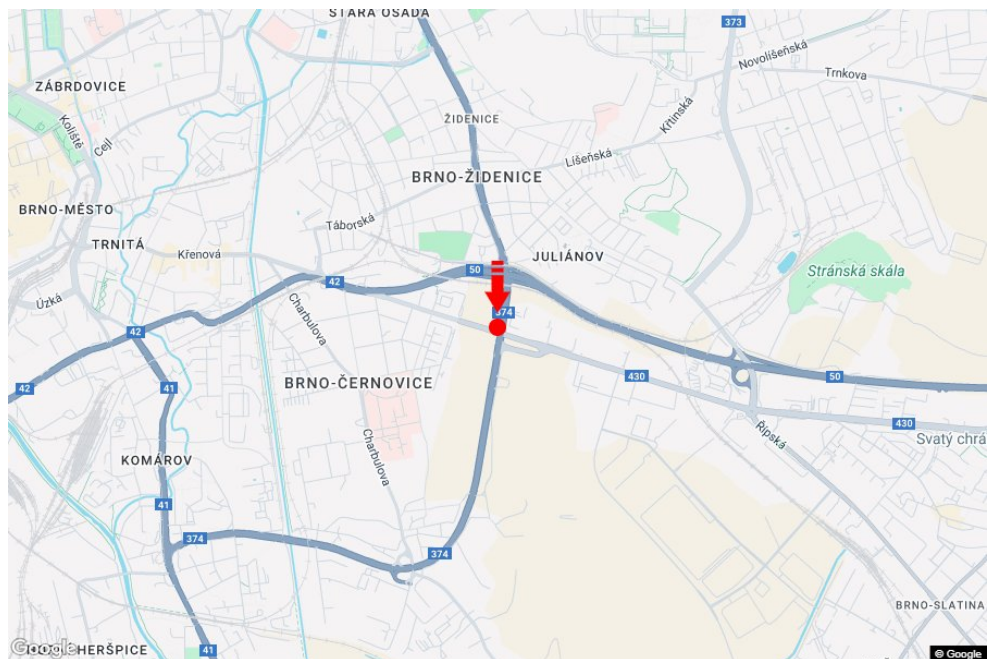 STARÁ OSADA
373
Novolíšeňská
ZÁBRDOVICE
Trnkova
Koliště
Cejl
ŽIDENICE
Křtinská
Líšeňská
BRNO-ŽIDENICE
BRNO-MĚSTO
Táborská
TRNITÁ
Křenová
JULIÁNOV
50
42
Stránská skála
Úzká
Charbulova
374
42
430
50
42
41
BRNO-ČERNOVICE
430
Řipská
Svatý chrá
Charbulova
KOMÁROV
41
374
374
BRNO-SLATINA
41
Google
HERŠPICE
© Google